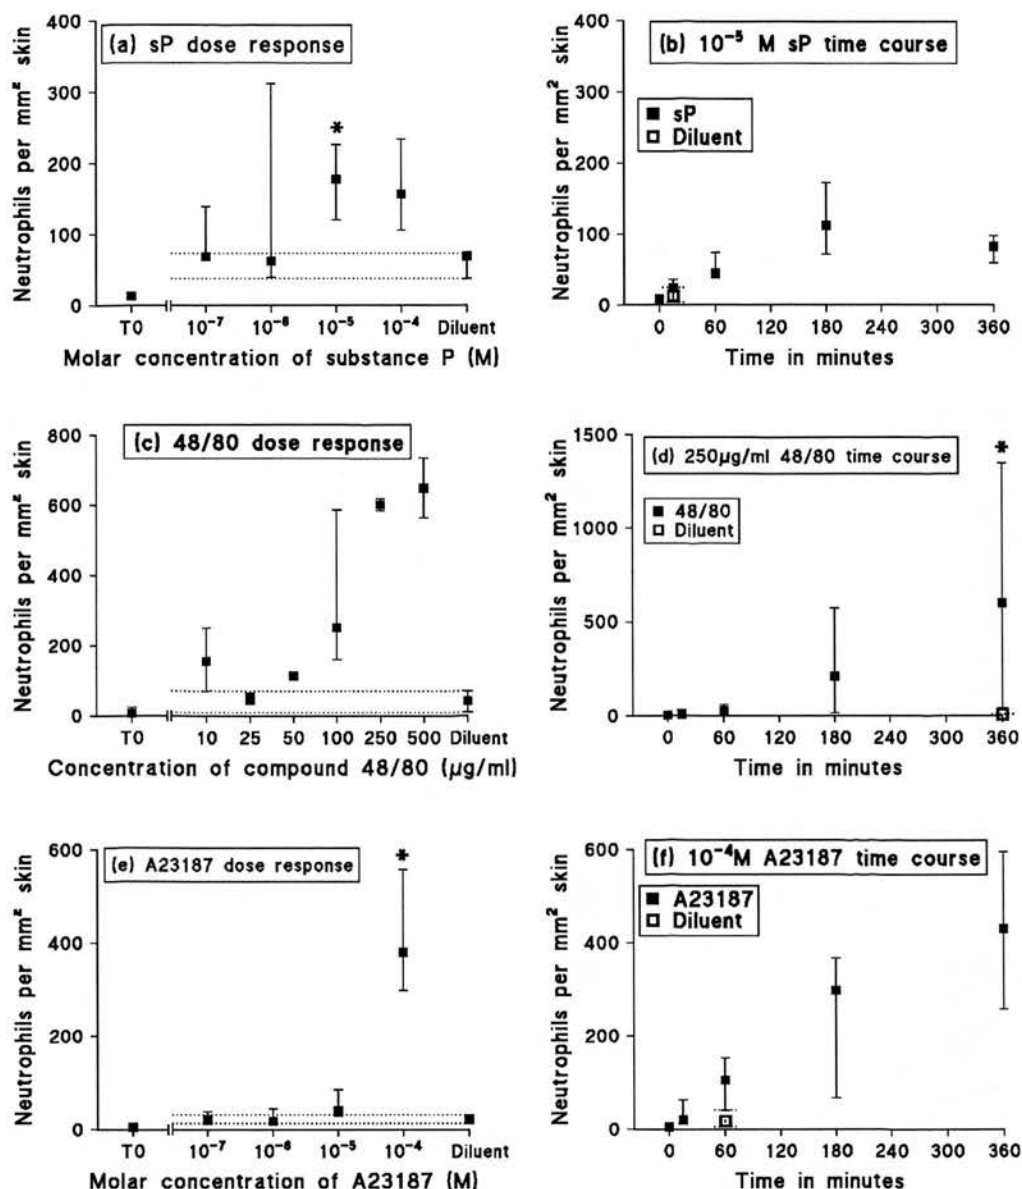 (a) sP dose response
Neutrophils per mm² skin
400
300
200
100
0
*
T0 10⁻⁷ 10⁻⁶ 10⁻⁵ 10⁻⁴ Diluent
Molar concentration of substance P (M)
(b) 10⁻⁵ M sP time course
Neutrophils per mm² skin
400
300
200
100
0
sP
Diluent
0 60 120 180 240 300 360
Time in minutes
(c) 48/80 dose response
Neutrophils per mm² skin
800
600
400
200
0
T0 10 25 50 100 250 500 Diluent
Concentration of compound 48/80 (μg/ml)
(d) 250μg/ml 48/80 time course
Neutrophils per mm² skin
1500
1000
500
0
*
48/80
Diluent
0 60 120 180 240 300 360
Time in minutes
(e) A23187 dose response
Neutrophils per mm² skin
600
400
200
0
*
T0 10⁻⁷ 10⁻⁶ 10⁻⁵ 10⁻⁴ Diluent
Molar concentration of A23187 (M)
(f) 10⁻⁴M A23187 time course
Neutrophils per mm² skin
600
400
200
0
A23187
Diluent
0 60 120 180 240 300 360
Time in minutes